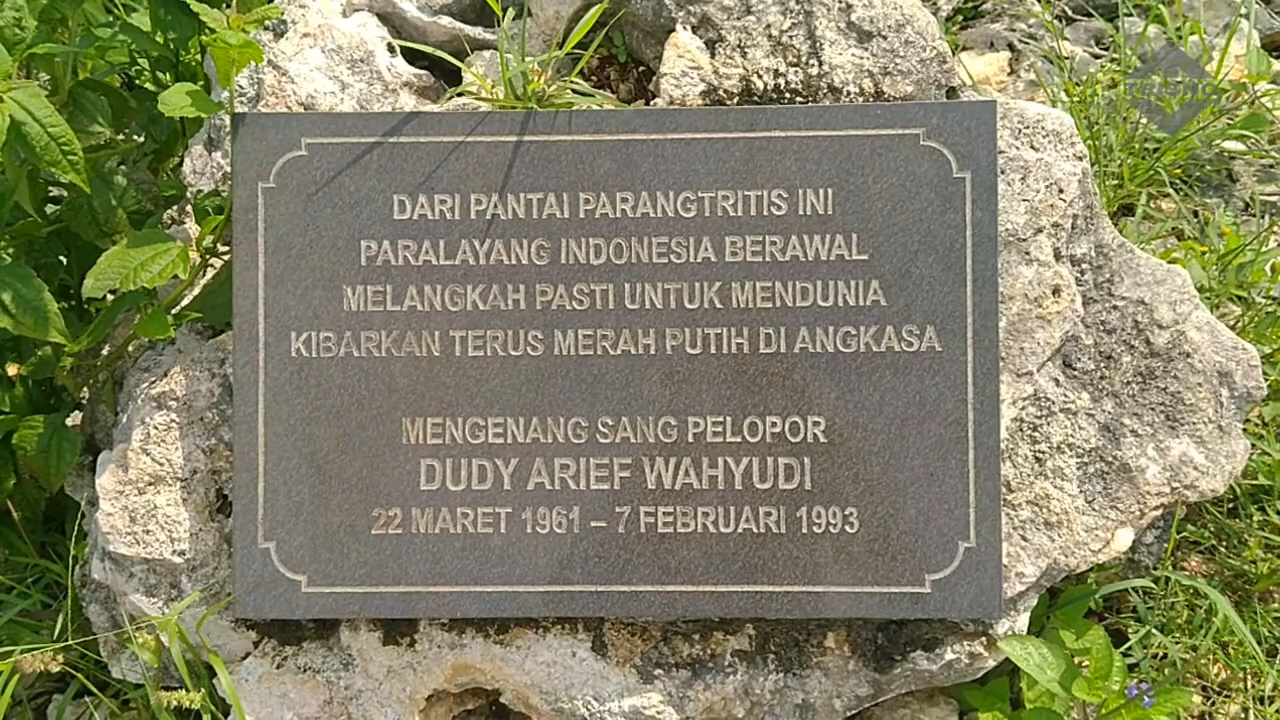 TRISNO
DARI PANTAI PARANGTRITIS INI
PARALAYANG INDONESIA BERAWAL
MELANGKAH PASTI UNTUK MENDUNIA
KIBARKAN TERUS MERAH PUTIH DI ANGKASA
MENGENANG SANG PELOPOR
DUDY ARIEF WAHYUDI
22 MARET 1961 – 7 FEBRUARI 1993